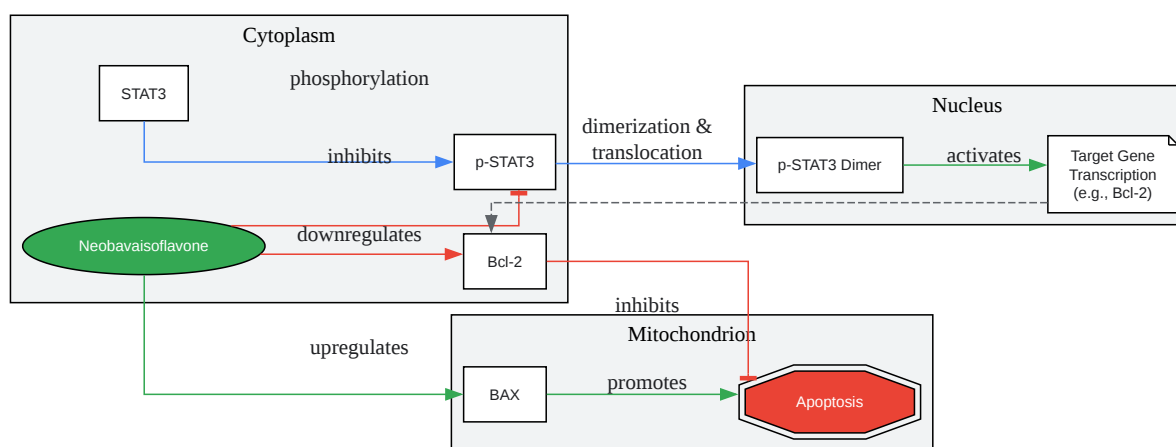 Cytoplasm
STAT3
phosphorylation
inhibits
p-STAT3
dimerization &
translocation
Nucleus
p-STAT3 Dimer
activates
Target Gene
Transcription
(e.g., Bcl-2)
Neobavaisoflavone
downregulates
Bcl-2
inhibits
Mitochondrion
upregulates
BAX
promotes
Apoptosis